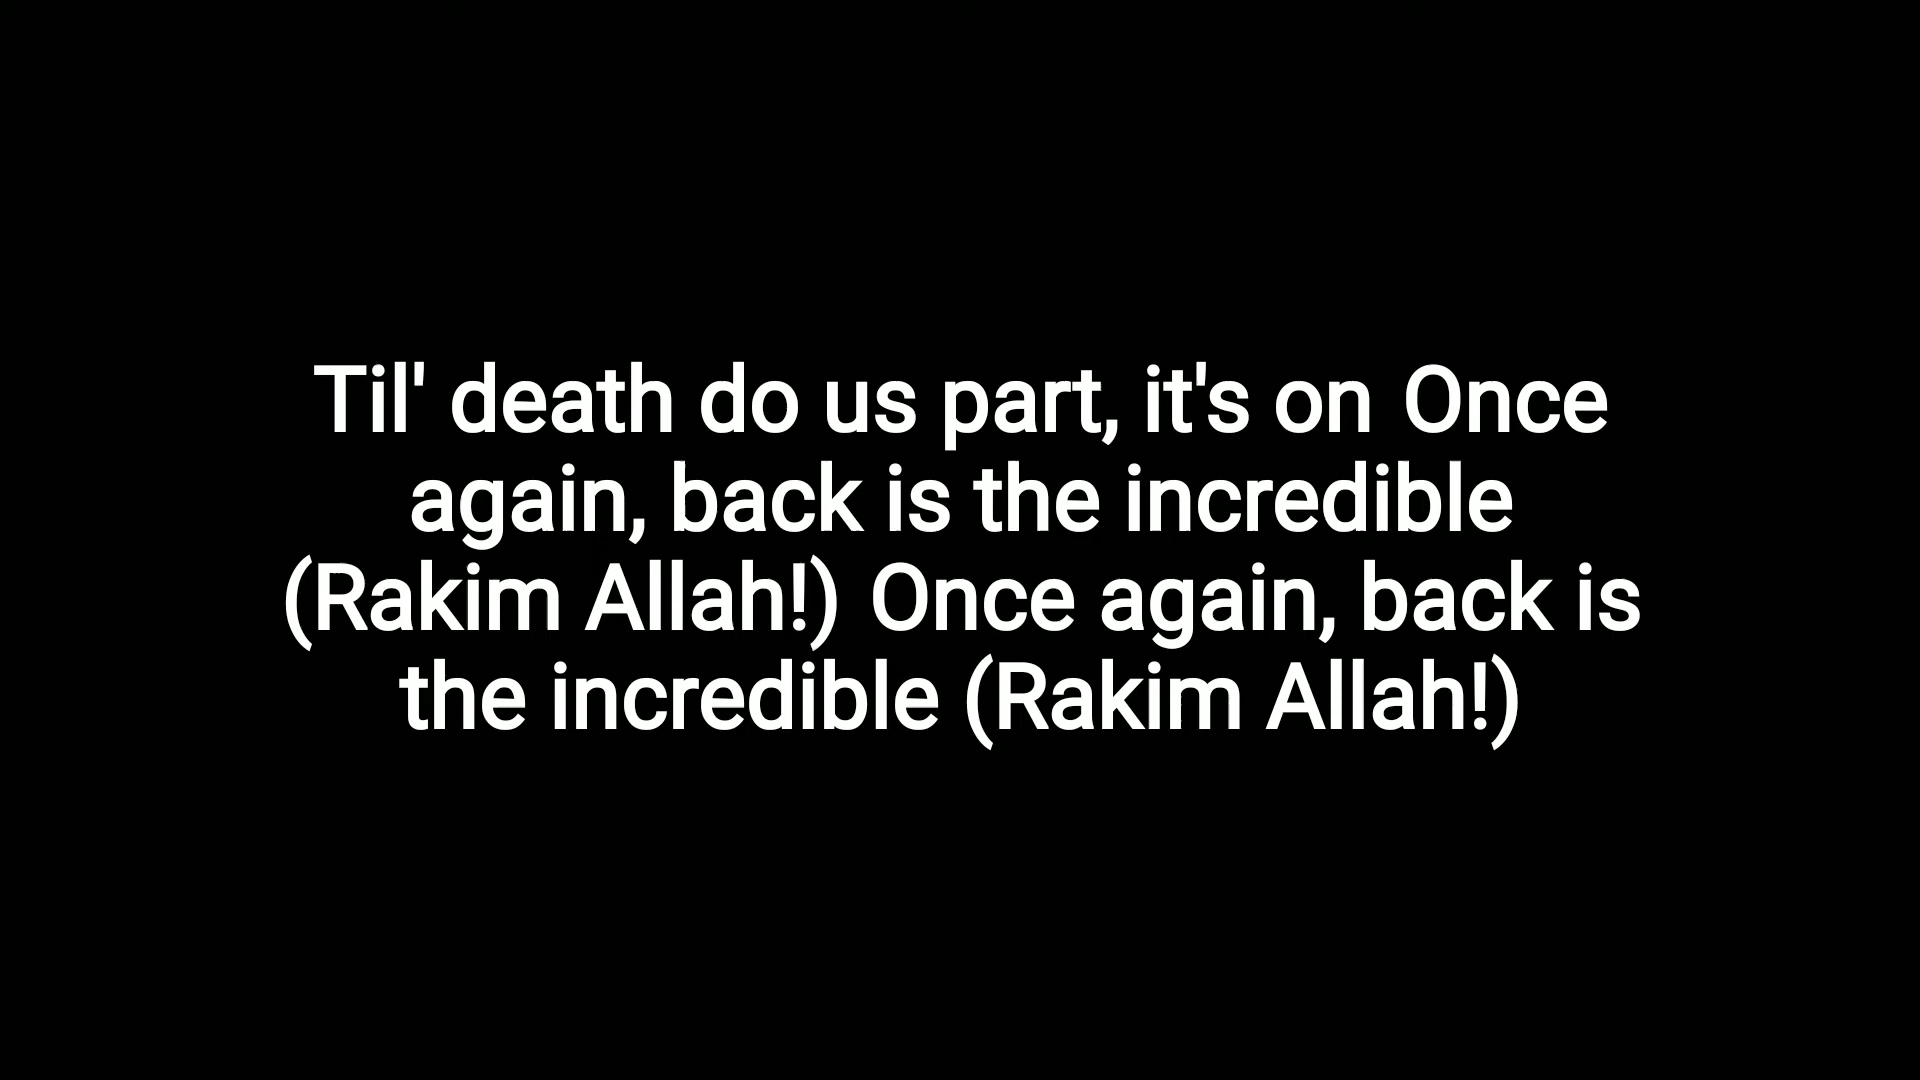 Til' death do us part, it's on Once
again, back is the incredible
(Rakim Allah!) Once again, back is
the incredible (Rakim Allah!)